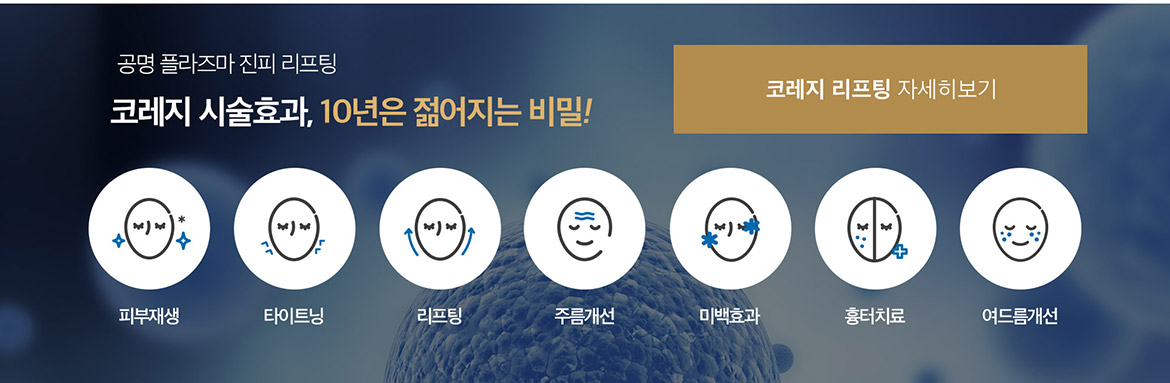 공명 플라즈마 진피 리프팅
코레지 시술효과, 10년은 젊어지는 비밀!
코레지 리프팅 자세히보기
피부재생
타이트닝
리프팅
주름개선
미백효과
흉터치료
여드름개선